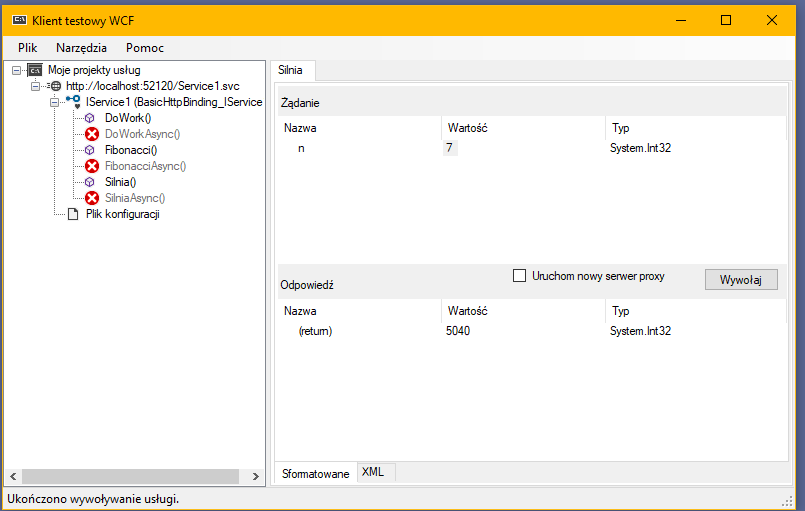 Klient testowy WCF
Plik Narzędzia Pomoc
Moje projekty usług
http://localhost:52120/Service1.svc
IService1 (BasicHttpBinding_IService
DoWork()
DoWorkAsync()
Fibonacci()
FibonacciAsync()
Silnia()
SilniaAsync()
Plik konfiguracji
Silnia
Żądanie
Nazwa Wartość Typ
n 7 System.Int32
Odpowiedź Uruchom nowy serwer proxy Wywołaj
Nazwa Wartość Typ
(return) 5040 System.Int32
Sformatowane XML
Ukończono wywoływanie usługi.